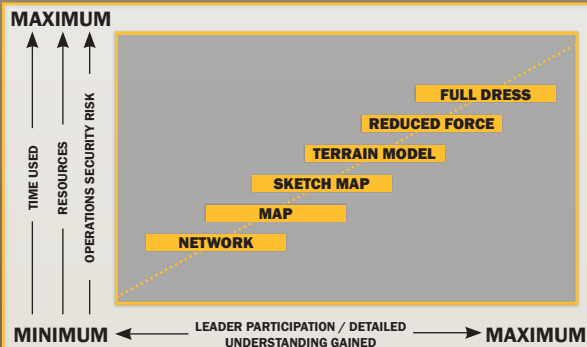 MAXIMUM
TIME USED
RESOURCES
OPERATIONS SECURITY RISK
FULL DRESS
REDUCED FORCE
TERRAIN MODEL
SKETCH MAP
MAP
NETWORK
MINIMUM
LEADER PARTICIPATION / DETAILED
UNDERSTANDING GAINED
MAXIMUM